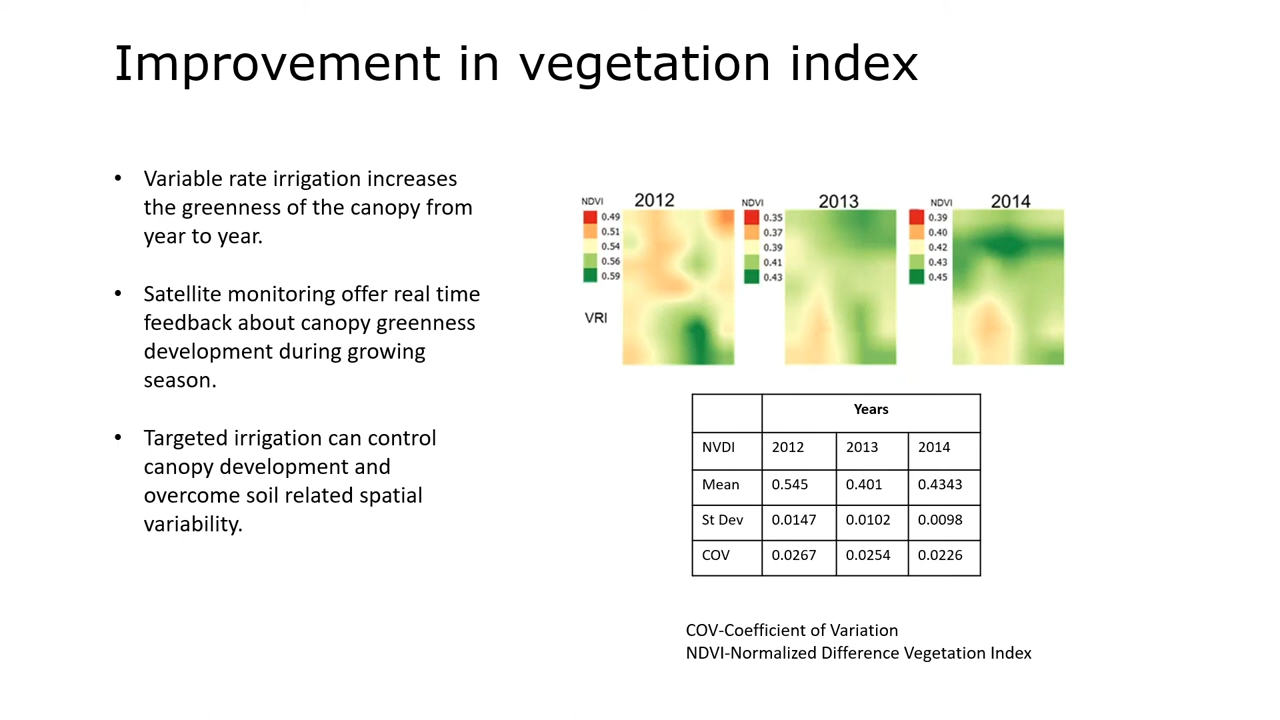 Improvement in vegetation index
• Variable rate irrigation increases
the greenness of the canopy from
year to year.
• Satellite monitoring offer real time
feedback about canopy greenness
development during growing
season.
• Targeted irrigation can control
canopy development and
overcome soil related spatial
variability.
NDVI 2012
0.49
0.51
0.54
0.56
0.59
VRI
NDVI 2013
0.35
0.37
0.39
0.41
0.43
NDVI 2014
0.39
0.40
0.42
0.43
0.45
Years
NVDI 2012 2013 2014
Mean 0.545 0.401 0.4343
St Dev 0.0147 0.0102 0.0098
COV 0.0267 0.0254 0.0226
COV-Coefficient of Variation
NDVI-Normalized Difference Vegetation Index